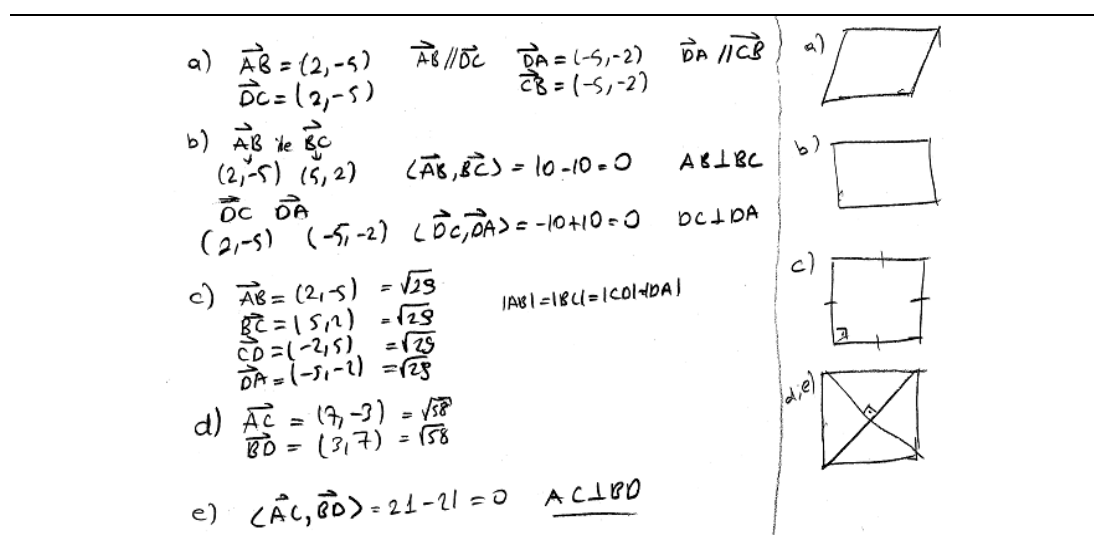 a) AB = (2,-5) AB//DC DA = (-5,-2) DA //CB
DC = (2,-5) CB = (-5,-2)
b) AB ile BC
(2,-5) (5,2) ⟨AB,BC⟩ = 10-10=0 AB⊥BC
DC DA
(2,-5) (-5,-2) ⟨DC,DA⟩ = -10+10=0 DC⊥DA
c) AB = (2,-5) = √29 |AB|=|BC|=|CD|=|DA|
BC = (5,2) = √29
CD = (-2,5) = √29
DA = (-5,-2) = √29
d) AC = (7,-3) = √58
BD = (3,7) = √58
e) ⟨AC,BD⟩ = 21-21 = 0 AC⊥BD
a)
b)
c)
d,e)